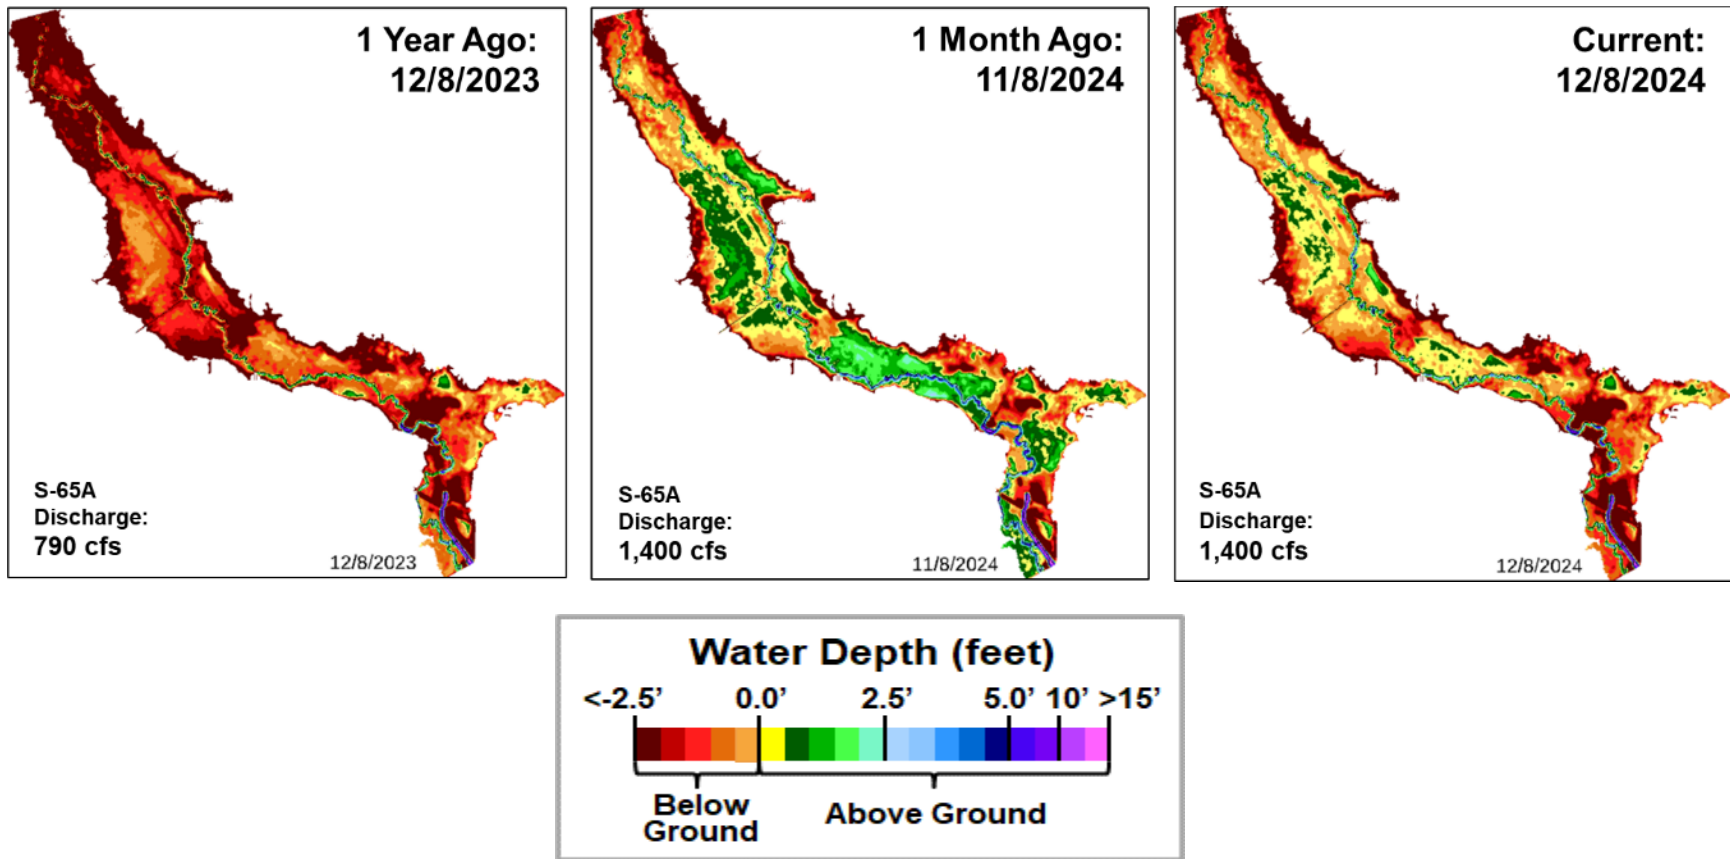 1 Year Ago:
12/8/2023
S-65A
Discharge:
790 cfs
12/8/2023
1 Month Ago:
11/8/2024
S-65A
Discharge:
1,400 cfs
11/8/2024
Current:
12/8/2024
S-65A
Discharge:
1,400 cfs
12/8/2024
Water Depth (feet)
<-2.5’ 0.0’ 2.5’ 5.0’ 10’ >15’
Below
Ground
Above Ground